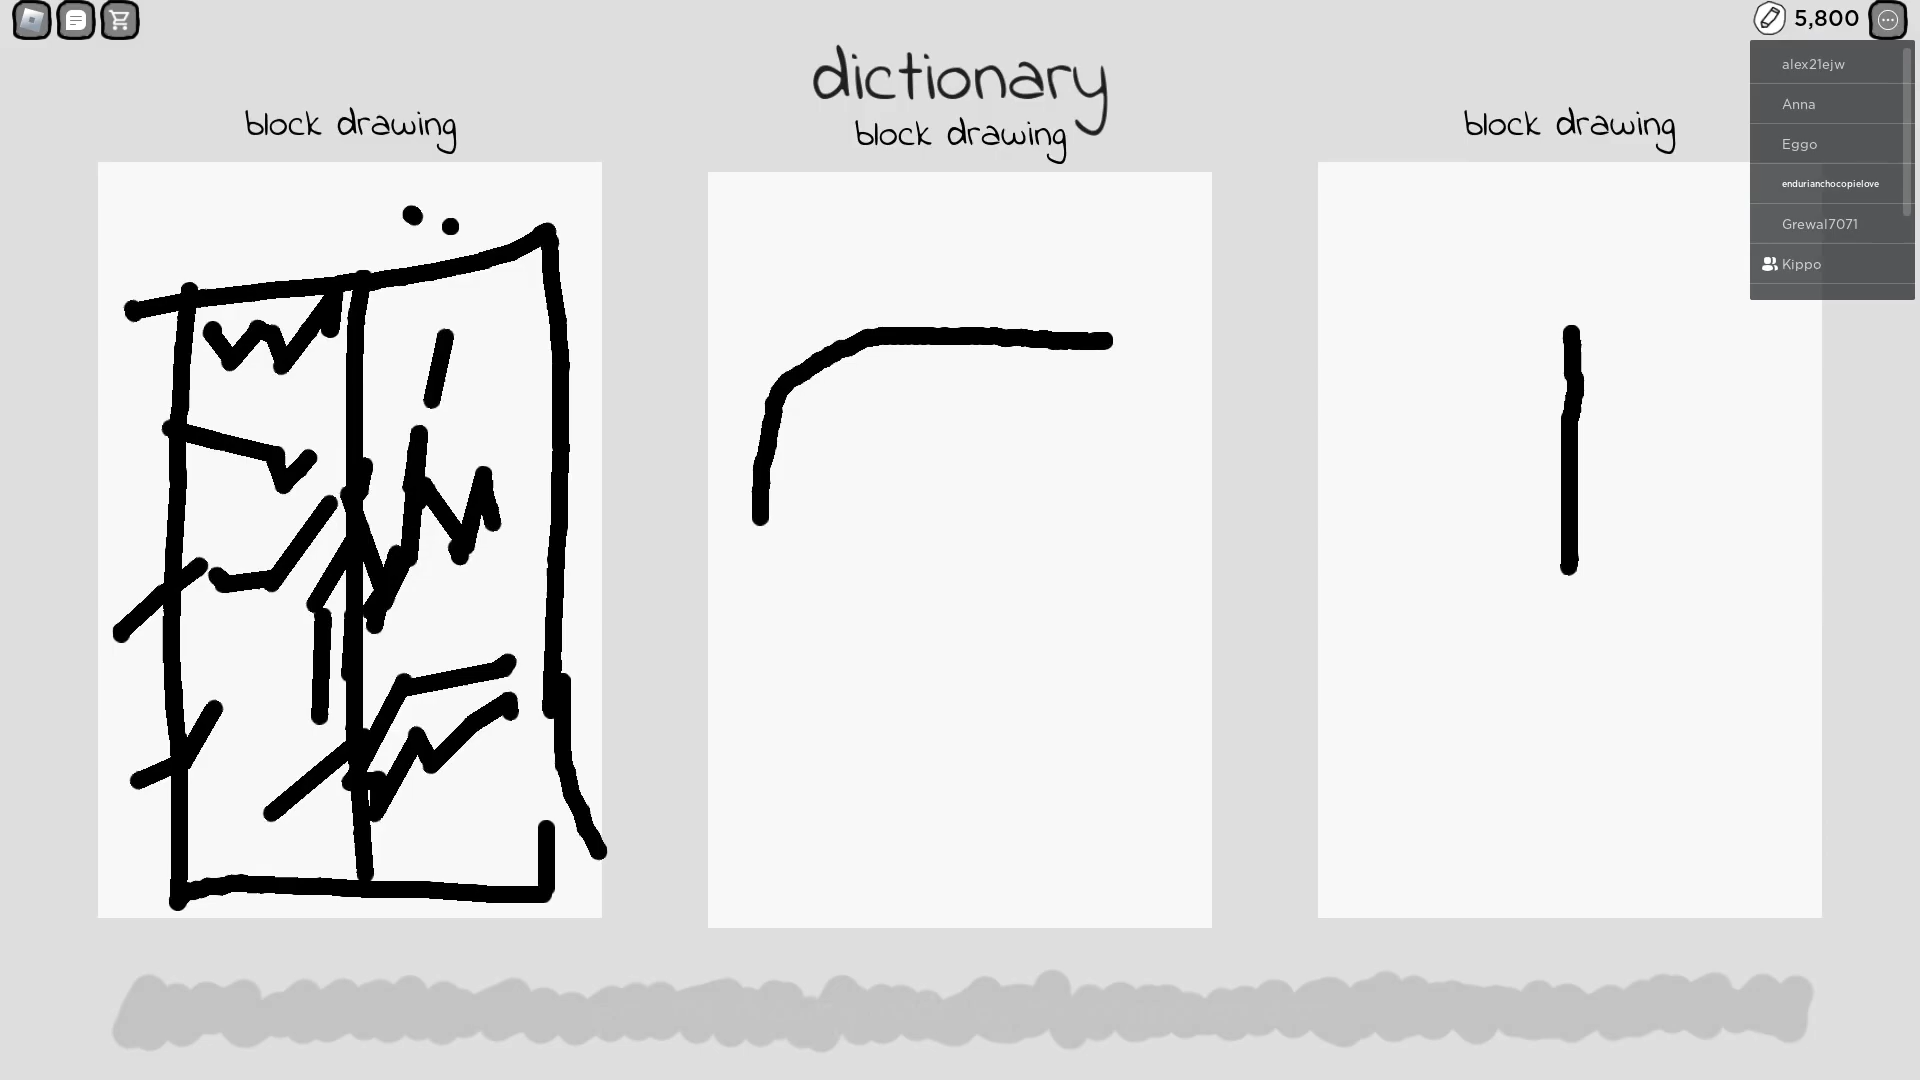 5,800
dictionary
block drawing
block drawing
block drawing
alex21ejw
Anna
Eggo
endurianchocopielove
Grewal7071
Kippo